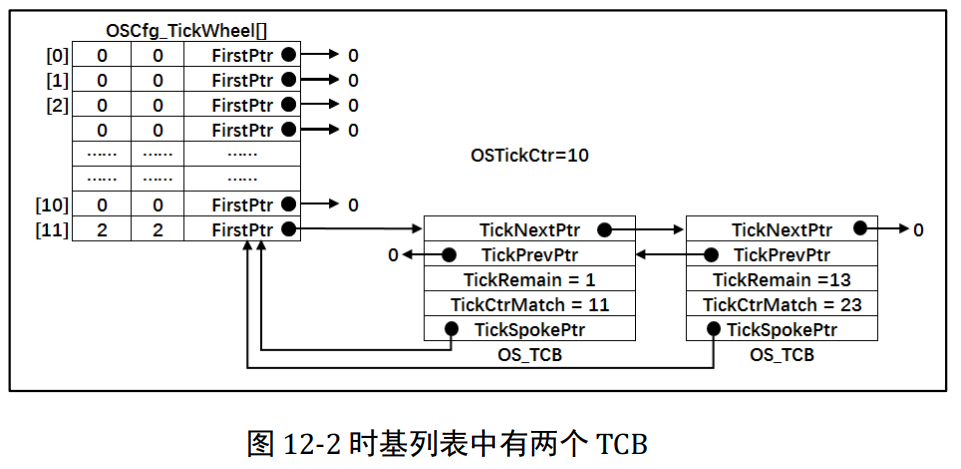 OSCfg_TickWheel[]
[0] 0 0 FirstPtr 0
[1] 0 0 FirstPtr 0
[2] 0 0 FirstPtr 0
0 0 FirstPtr 0
…… …… ……
OSTickCtr=10
…… …… ……
[10] 0 0 FirstPtr 0
[11] 2 2 FirstPtr TickNextPtr TickNextPtr 0
0 TickPrevPtr TickPrevPtr
TickRemain = 1 TickRemain =13
TickCtrMatch = 11 TickCtrMatch = 23
TickSpokePtr TickSpokePtr
OS_TCB OS_TCB
图 12-2 时基列表中有两个 TCB